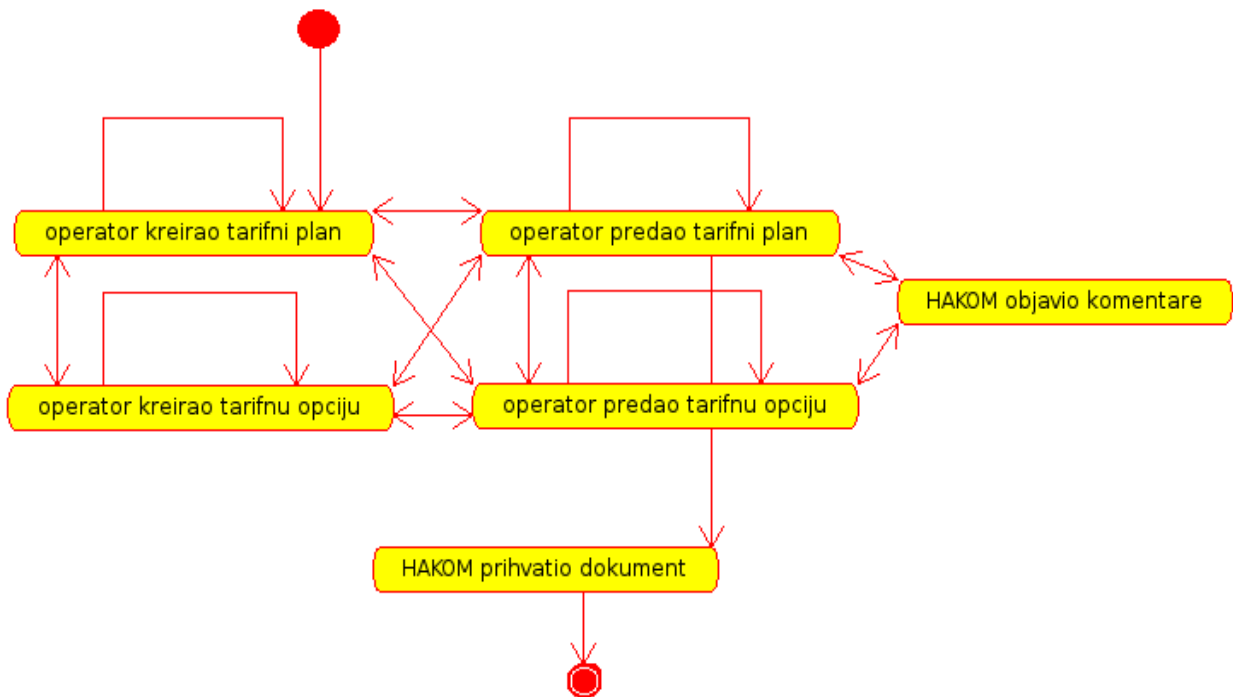 operator kreirao tarifni plan
operator predao tarifni plan
HAKOM objavio komentare
operator kreirao tarifnu opciju
operator predao tarifnu opciju
HAKOM prihvatio dokument